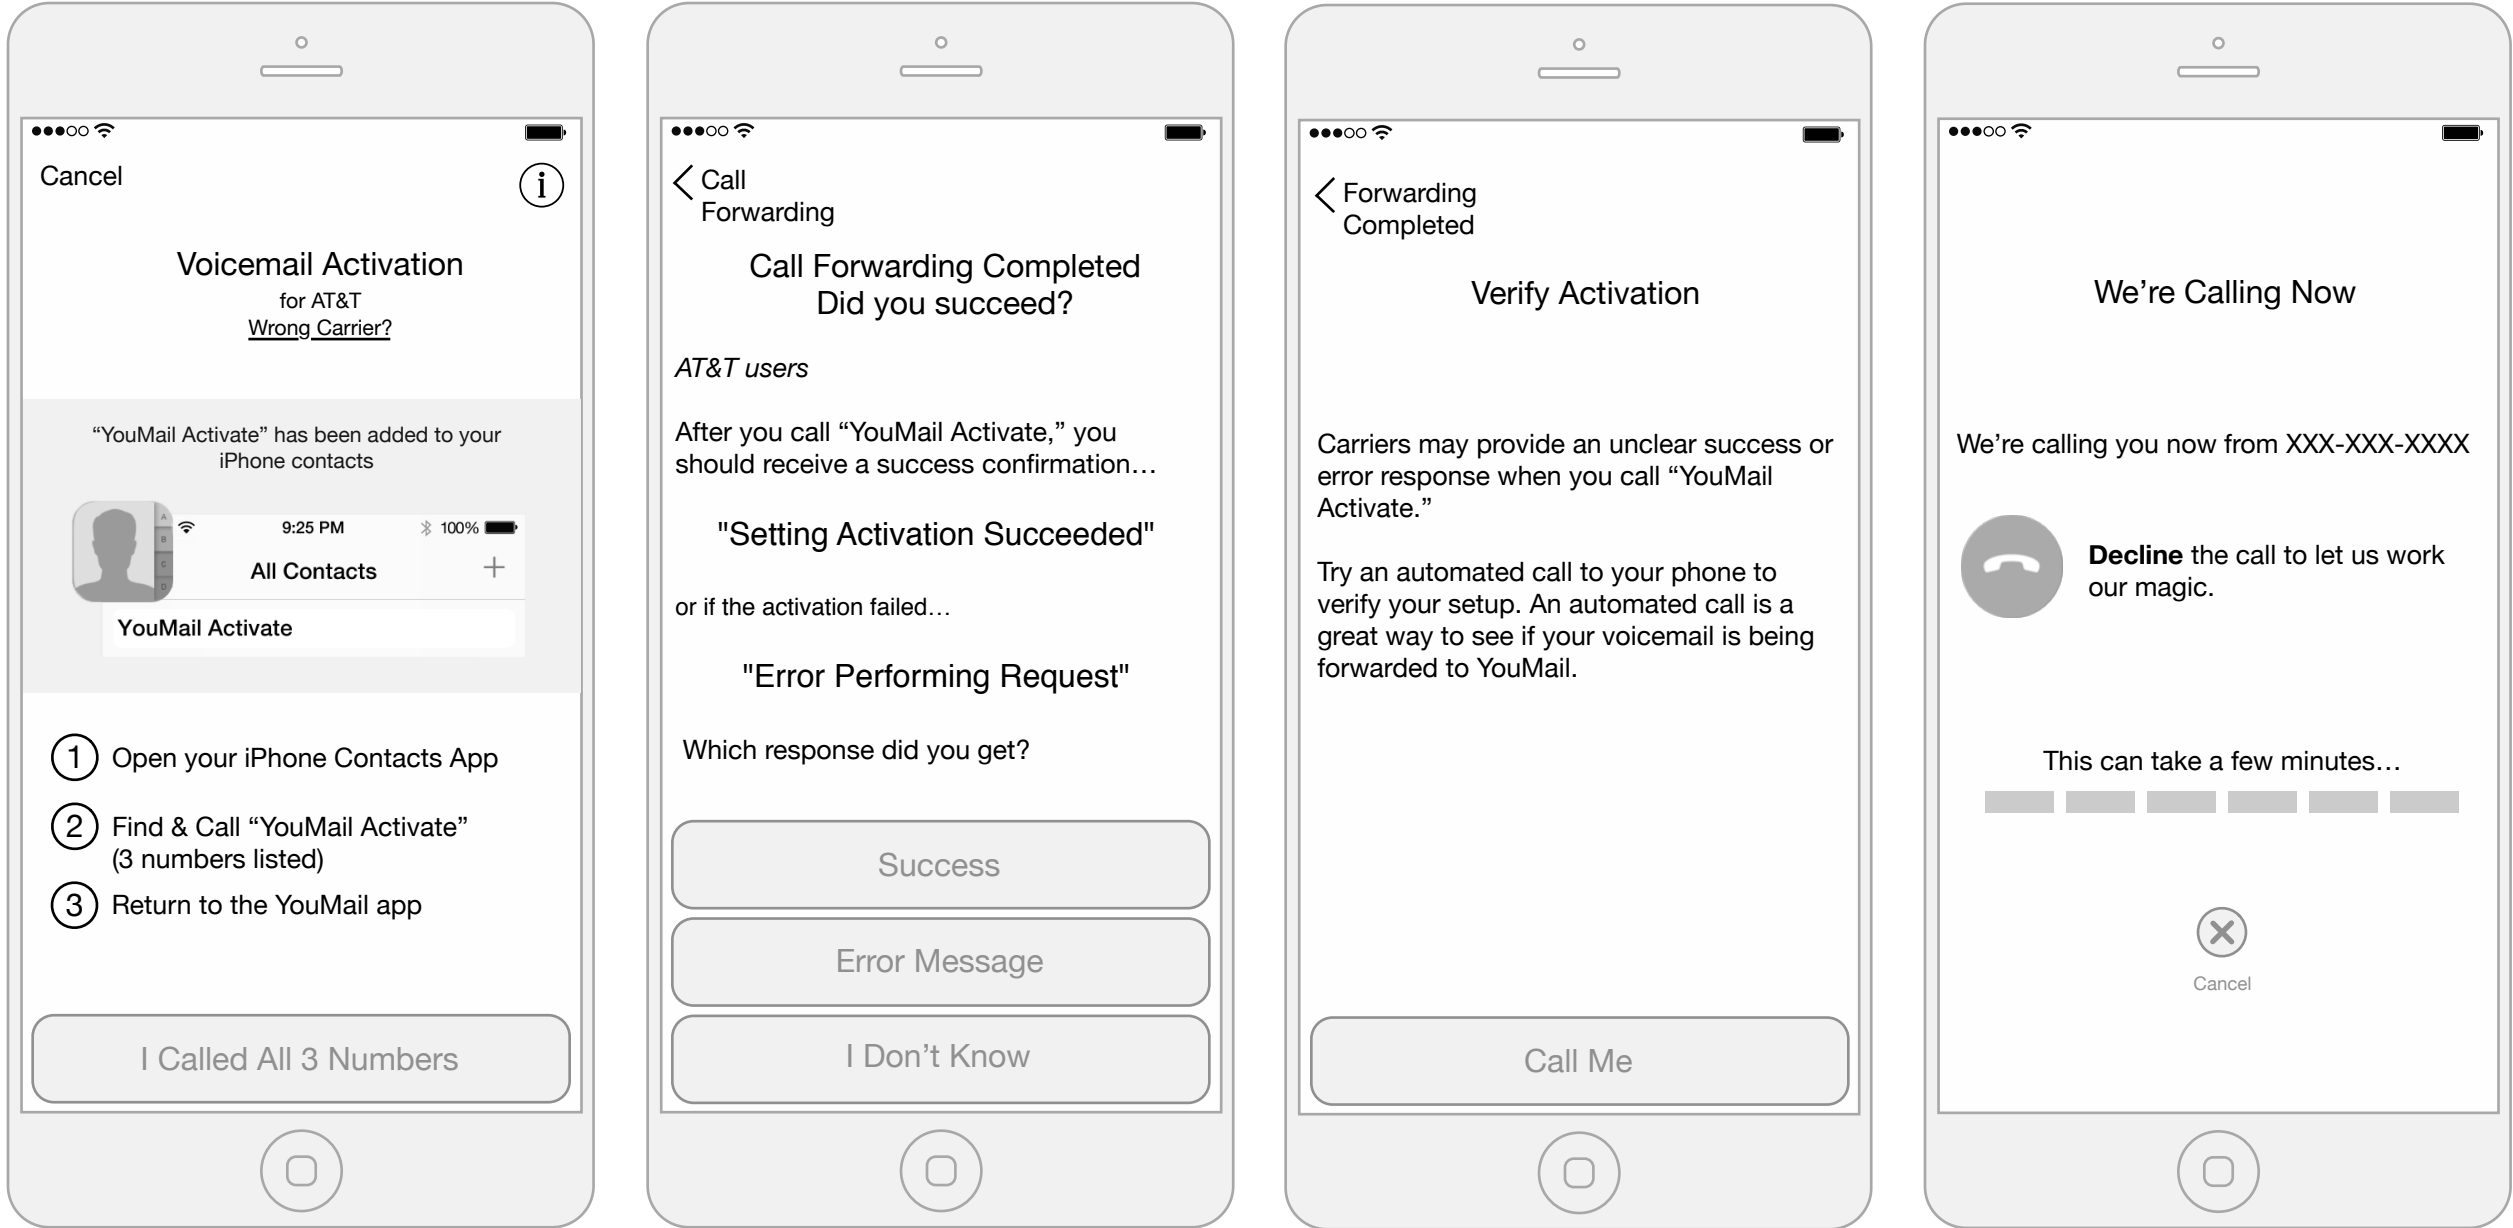 Cancel
i
Voicemail Activation
for AT&T
Wrong Carrier?
“YouMail Activate” has been added to your
iPhone contacts
A
B
C
D
9:25 PM
100%
All Contacts
+
YouMail Activate
1 Open your iPhone Contacts App
2 Find & Call “YouMail Activate”
(3 numbers listed)
3 Return to the YouMail app
I Called All 3 Numbers
Call
Forwarding
Call Forwarding Completed
Did you succeed?
AT&T users
After you call “YouMail Activate,” you
should receive a success confirmation…
"Setting Activation Succeeded"
or if the activation failed…
"Error Performing Request"
Which response did you get?
Success
Error Message
I Don’t Know
Forwarding
Completed
Verify Activation
Carriers may provide an unclear success or
error response when you call “YouMail
Activate.”
Try an automated call to your phone to
verify your setup. An automated call is a
great way to see if your voicemail is being
forwarded to YouMail.
Call Me
We’re Calling Now
We’re calling you now from XXX-XXX-XXXX
Decline the call to let us work
our magic.
This can take a few minutes…
Cancel